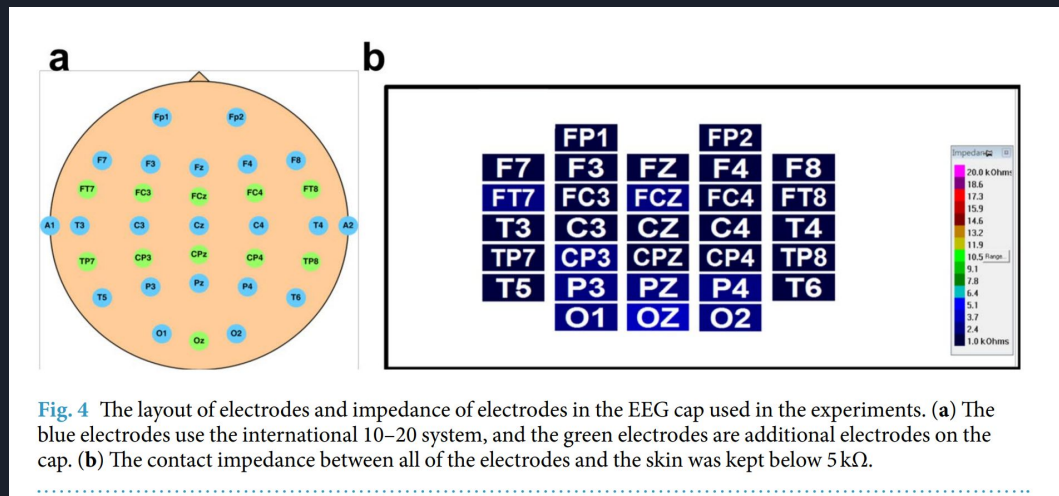 a
b
Fp1 Fp2
F7 F3 Fz F4 F8
FT7 FC3 FCz FC4 FT8
A1 T3 C3 Cz C4 T4 A2
TP7 CP3 CPz CP4 TP8
T5 P3 Pz P4 T6
O1 Oz O2
FP1 FP2
F7 F3 FZ F4 F8
FT7 FC3 FCZ FC4 FT8
T3 C3 CZ C4 T4
TP7 CP3 CPZ CP4 TP8
T5 P3 PZ P4 T6
O1 OZ O2
20.0 kOhms
18.6
17.3
15.9
14.6
13.2
11.9
10.5 Range...
9.1
7.8
6.4
5.1
3.7
2.4
1.0 kOhms
Fig. 4 The layout of electrodes and impedance of electrodes in the EEG cap used in the experiments. (a) The
blue electrodes use the international 10–20 system, and the green electrodes are additional electrodes on the
cap. (b) The contact impedance between all of the electrodes and the skin was kept below 5 kΩ.